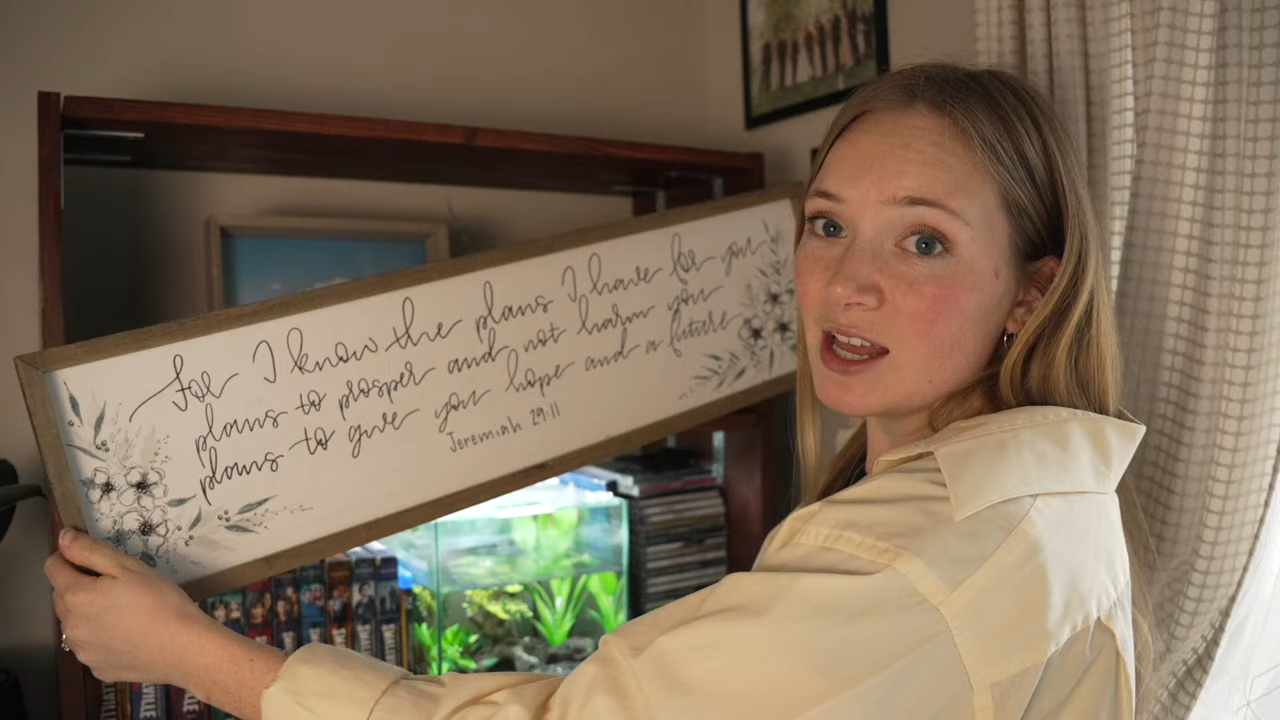 For I know the plans I have for you
plans to prosper and not harm you
plans to give you hope and a future
Jeremiah 29:11